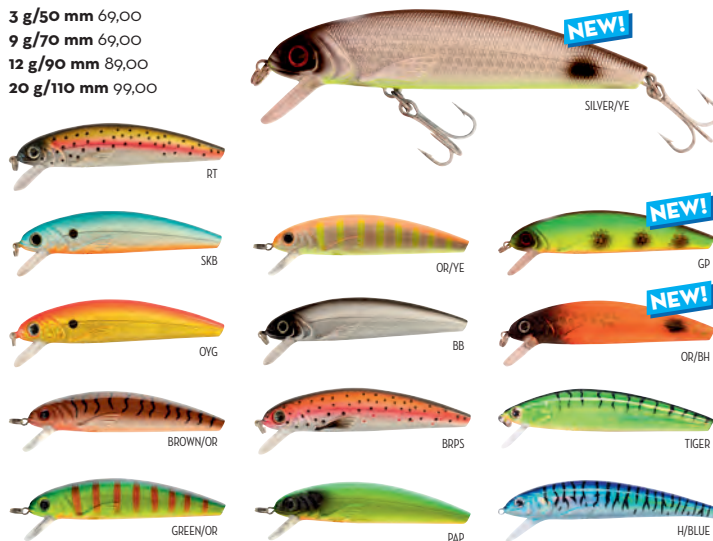 3 g/50 mm 69,00
9 g/70 mm 69,00
12 g/90 mm 89,00
20 g/110 mm 99,00
NEW!
SILVER/YE
RT
SKB
OR/YE
NEW!
GP
OYG
BB
NEW!
OR/BH
BROWN/OR
BRPS
TIGER
GREEN/OR
PAP
H/BLUE